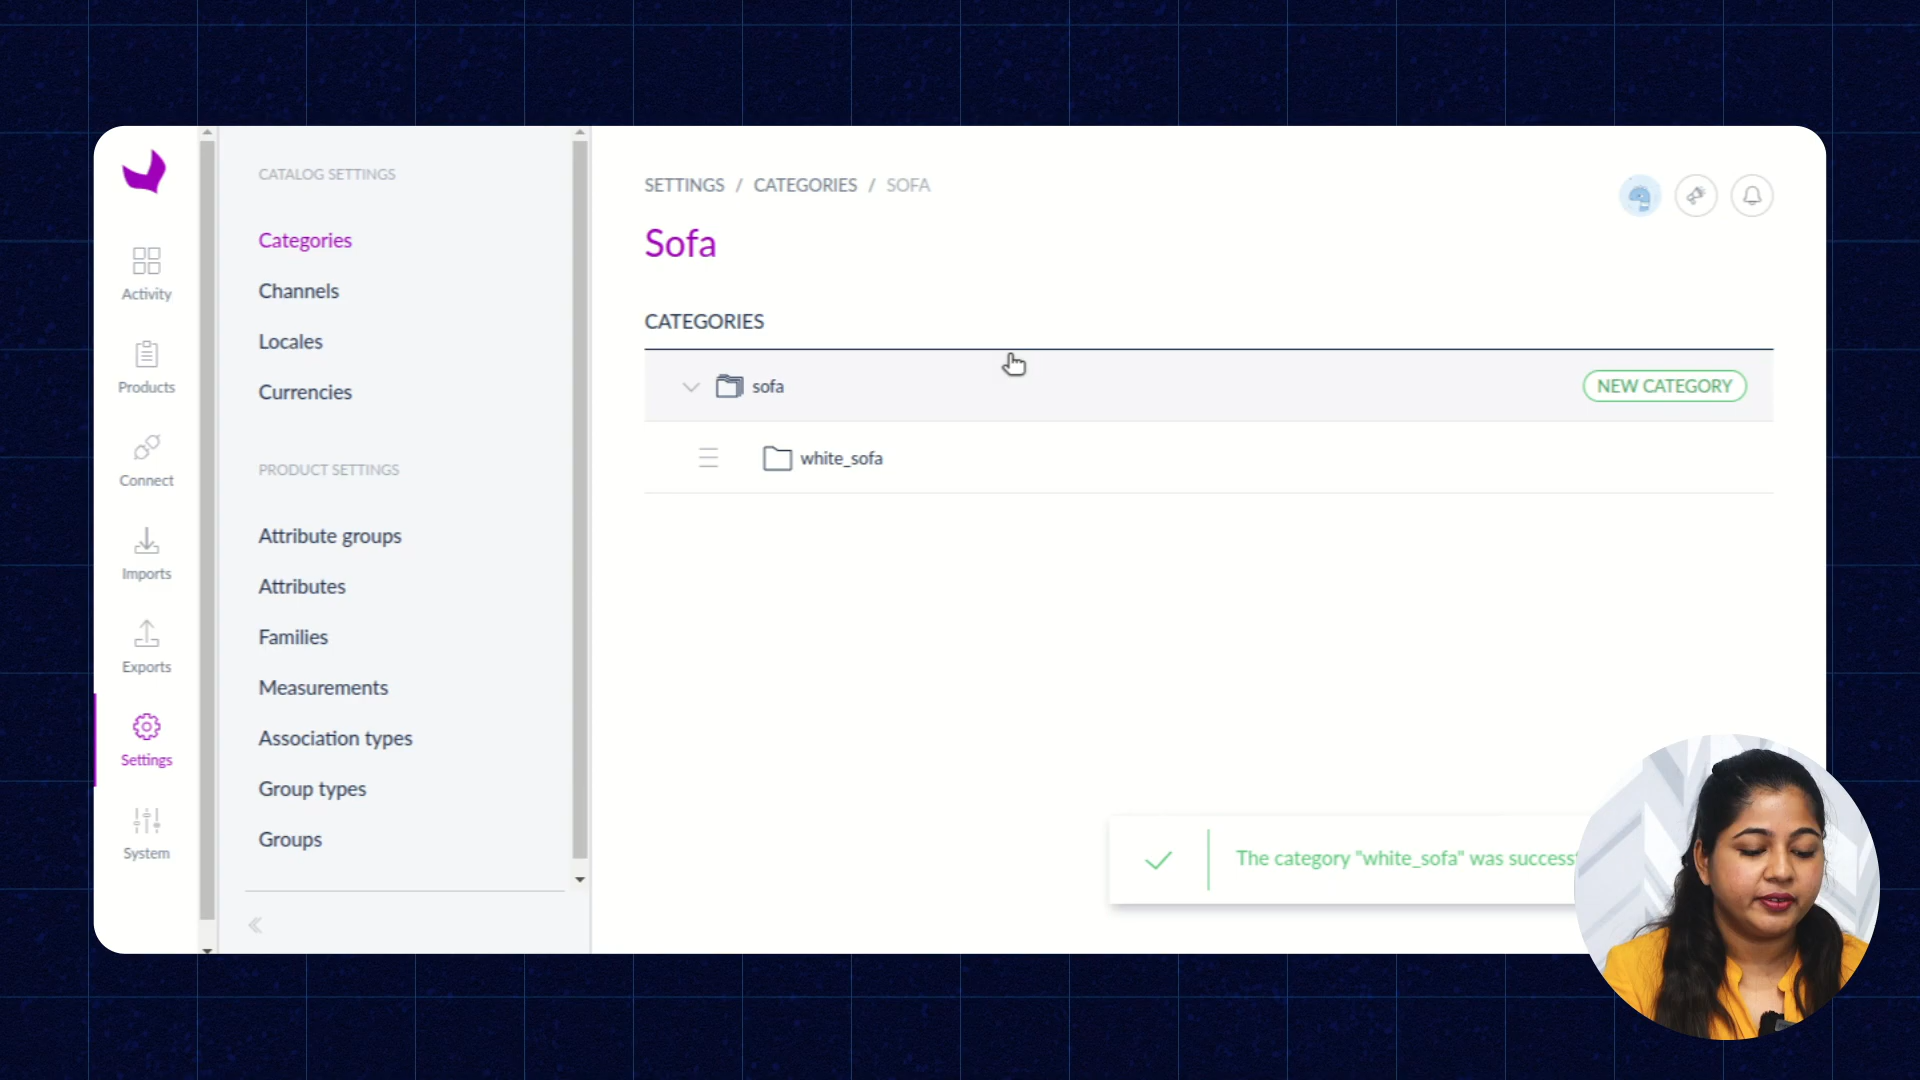 Activity
Products
Connect
Imports
Exports
Settings
System
CATALOG SETTINGS
Categories
Channels
Locales
Currencies
PRODUCT SETTINGS
Attribute groups
Attributes
Families
Measurements
Association types
Group types
Groups
SETTINGS / CATEGORIES / SOFA
Sofa
CATEGORIES
sofa
NEW CATEGORY
white_sofa
The category "white_sofa" was